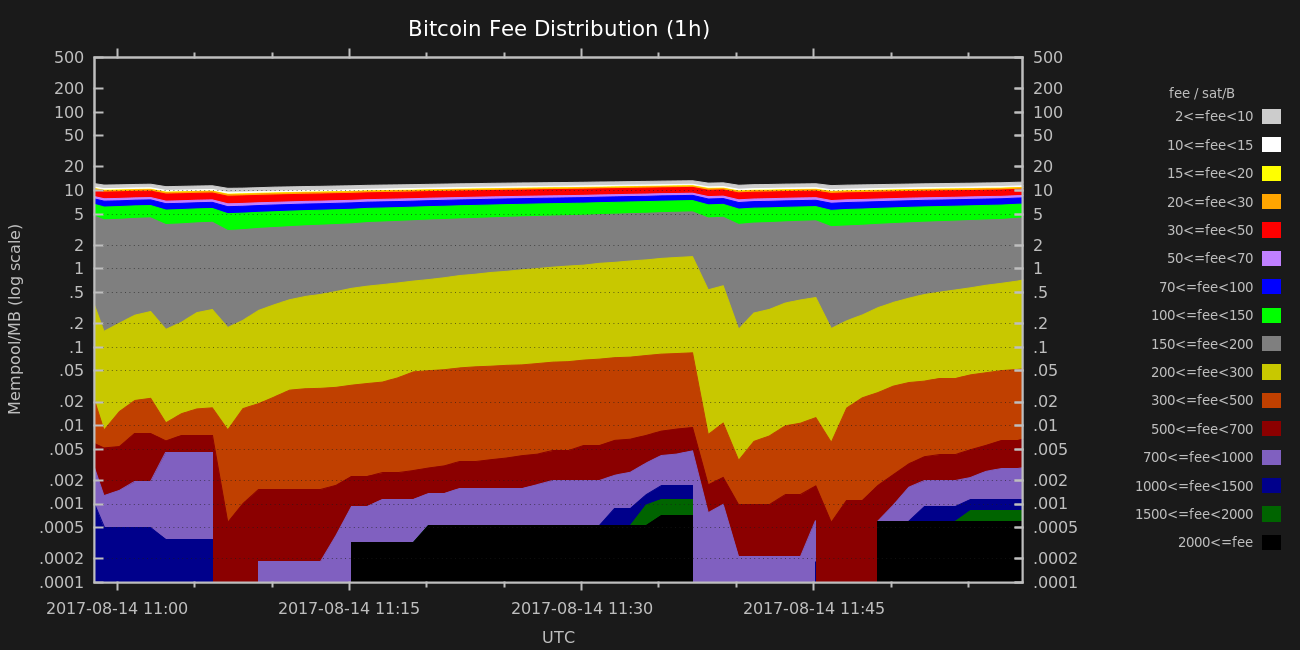 Bitcoin Fee Distribution (1h)
Mempool/MB (log scale)
500
200
100
50
20
10
5
2
1
.5
.2
.1
.05
.02
.01
.005
.002
.001
.0005
.0002
.0001
500
200
100
50
20
10
5
2
1
.5
.2
.1
.05
.02
.01
.005
.002
.001
.0005
.0002
.0001
2017-08-14 11:00
2017-08-14 11:15
2017-08-14 11:30
2017-08-14 11:45
UTC
fee / sat/B
2<=fee<10
10<=fee<15
15<=fee<20
20<=fee<30
30<=fee<50
50<=fee<70
70<=fee<100
100<=fee<150
150<=fee<200
200<=fee<300
300<=fee<500
500<=fee<700
700<=fee<1000
1000<=fee<1500
1500<=fee<2000
2000<=fee